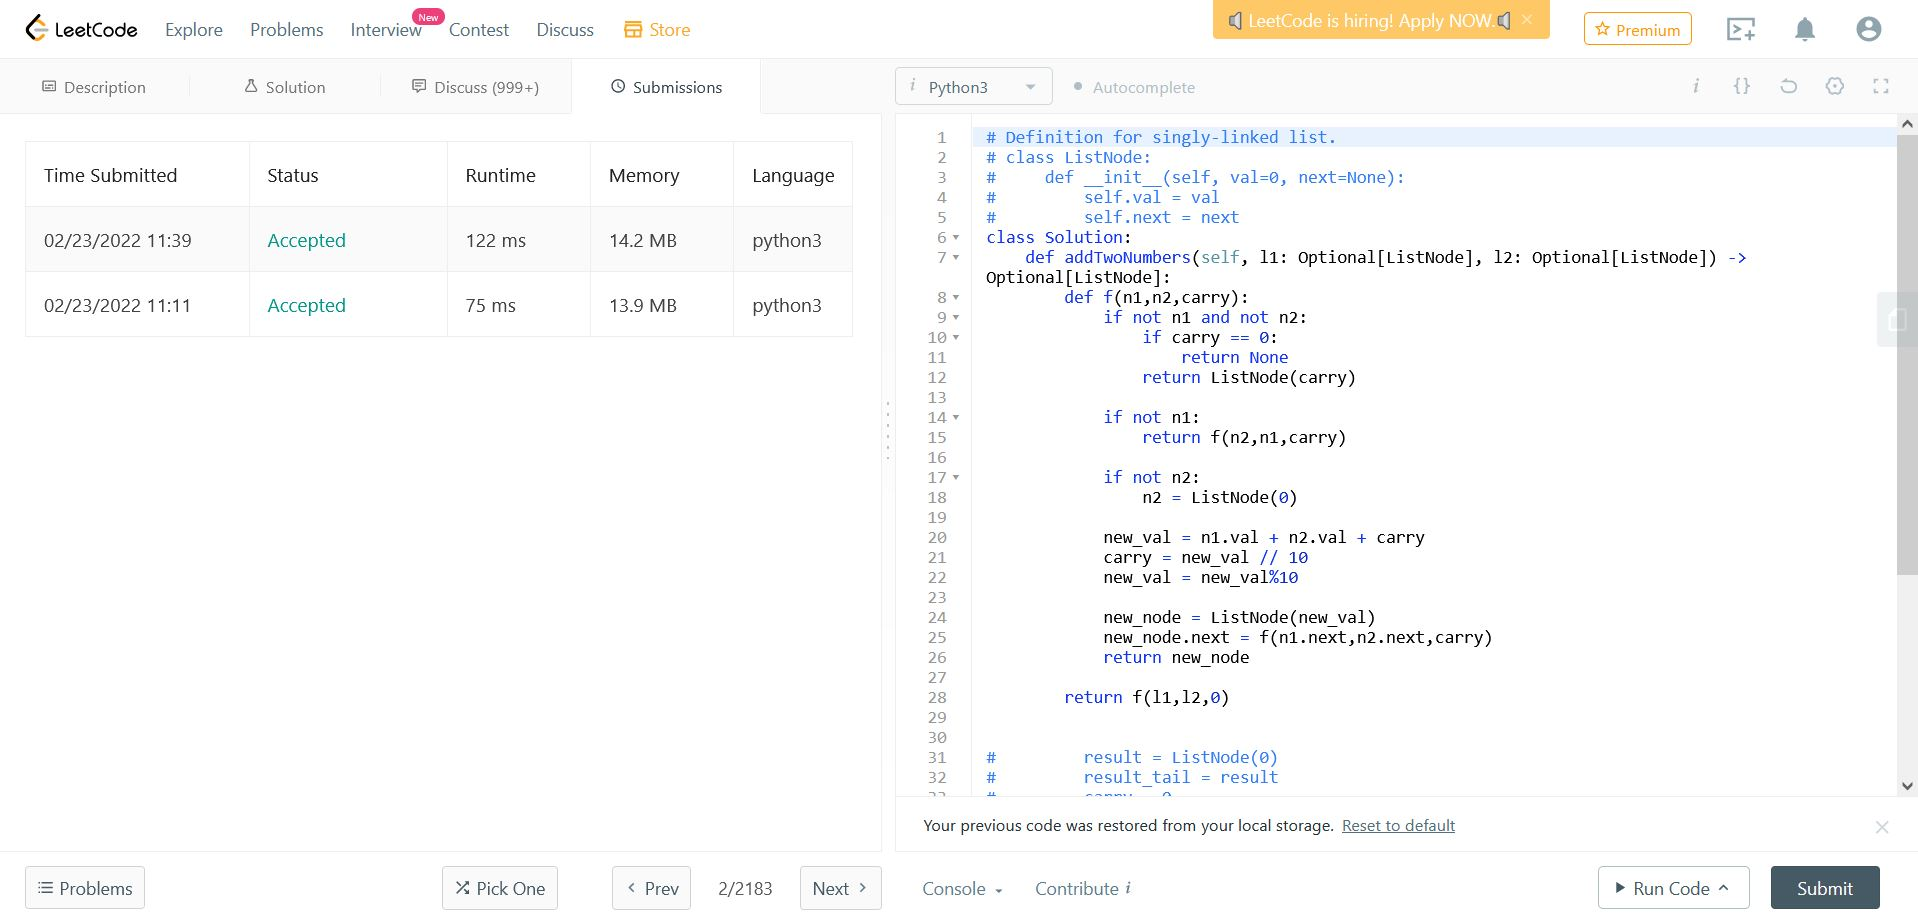 LeetCode Explore Problems Interview New Contest Discuss Store LeetCode is hiring! Apply NOW. Premium
Description Solution Discuss (999+) Submissions
Time Submitted Status Runtime Memory Language
02/23/2022 11:39 Accepted 122 ms 14.2 MB python3
02/23/2022 11:11 Accepted 75 ms 13.9 MB python3
i Python3 Autocomplete i {}
1 # Definition for singly-linked list.
2 # class ListNode:
3 #     def __init__(self, val=0, next=None):
4 #         self.val = val
5 #         self.next = next
6 class Solution:
7     def addTwoNumbers(self, l1: Optional[ListNode], l2: Optional[ListNode]) ->
Optional[ListNode]:
8         def f(n1,n2,carry):
9             if not n1 and not n2:
10                 if carry == 0:
11                     return None
12                 return ListNode(carry)
13
14             if not n1:
15                 return f(n2,n1,carry)
16
17             if not n2:
18                 n2 = ListNode(0)
19
20             new_val = n1.val + n2.val + carry
21             carry = new_val // 10
22             new_val = new_val%10
23
24             new_node = ListNode(new_val)
25             new_node.next = f(n1.next,n2.next,carry)
26             return new_node
27
28         return f(l1,l2,0)
29
30
31 #         result = ListNode(0)
32 #         result_tail = result
Your previous code was restored from your local storage. Reset to default
Problems Pick One < Prev 2/2183 Next > Console Contribute i Run Code Submit